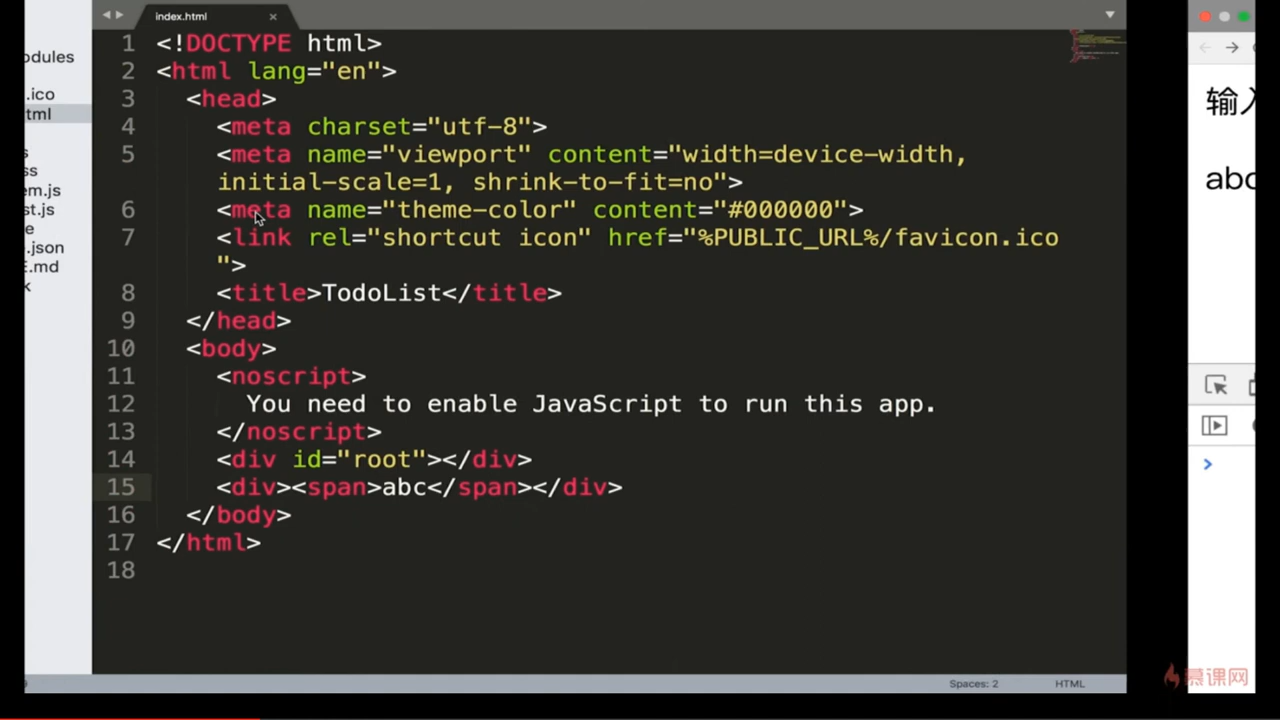 index.html
odules
.ico
tml
s
ss
em.js
st.js
e
.json
E.md
k
1 <!DOCTYPE html>
2 <html lang="en">
3 <head>
4 <meta charset="utf-8">
5 <meta name="viewport" content="width=device-width,
initial-scale=1, shrink-to-fit=no">
6 <meta name="theme-color" content="#000000">
7 <link rel="shortcut icon" href="%PUBLIC_URL%/favicon.ico
">
8 <title>TodoList</title>
9 </head>
10 <body>
11 <noscript>
12 You need to enable JavaScript to run this app.
13 </noscript>
14 <div id="root"></div>
15 <div><span>abc</span></div>
16 </body>
17 </html>
18
输入
abc
Spaces: 2
HTML
慕课网